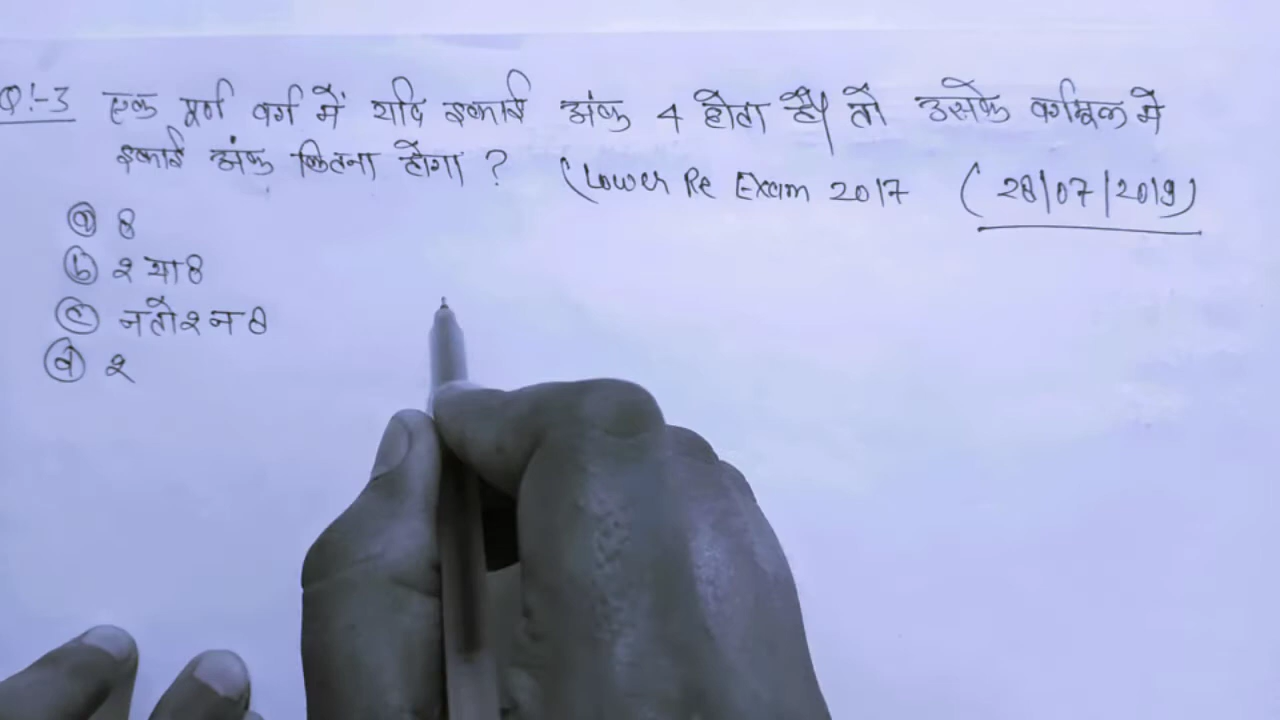 Q!-3 एक पूर्ण वर्ग में यदि इकाई अंक 4 होता है। तो उसके वर्गमूल में
इकाई अंक कितना होगा ? (Lower Re Exam 2017 (28/07/2019)
(a) 8
(b) 2 या 8
(c) न तो 2 न 8
(d) 2